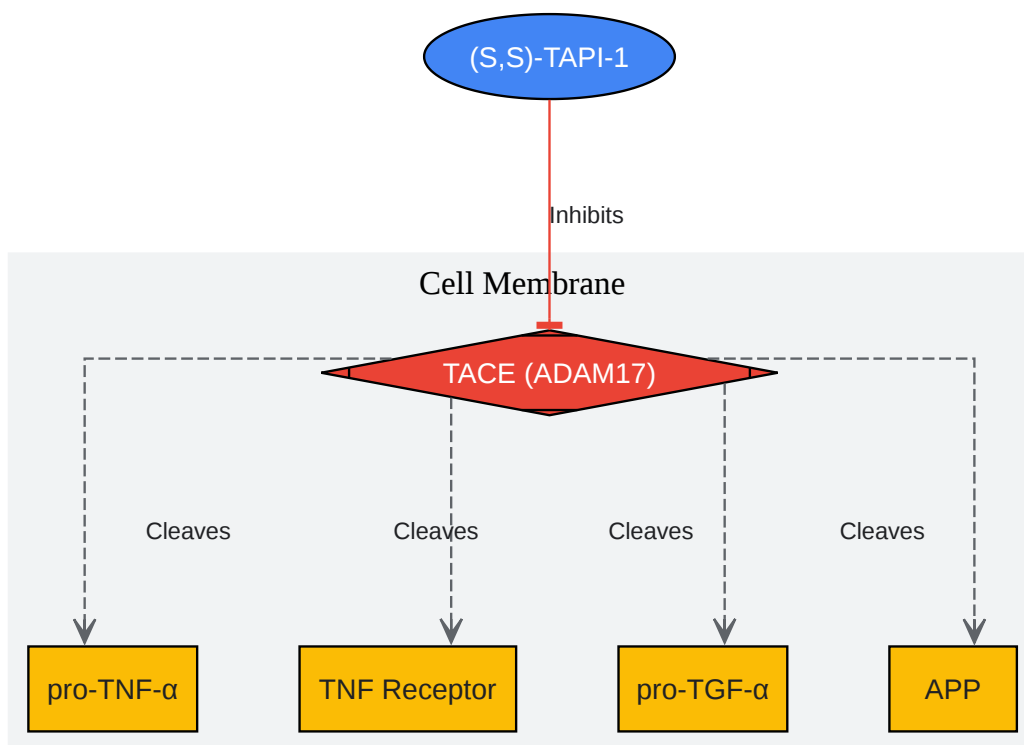 (S,S)-TAPI-1
Inhibits
Cell Membrane
TACE (ADAM17)
Cleaves
Cleaves
Cleaves
Cleaves
pro-TNF-α
TNF Receptor
pro-TGF-α
APP